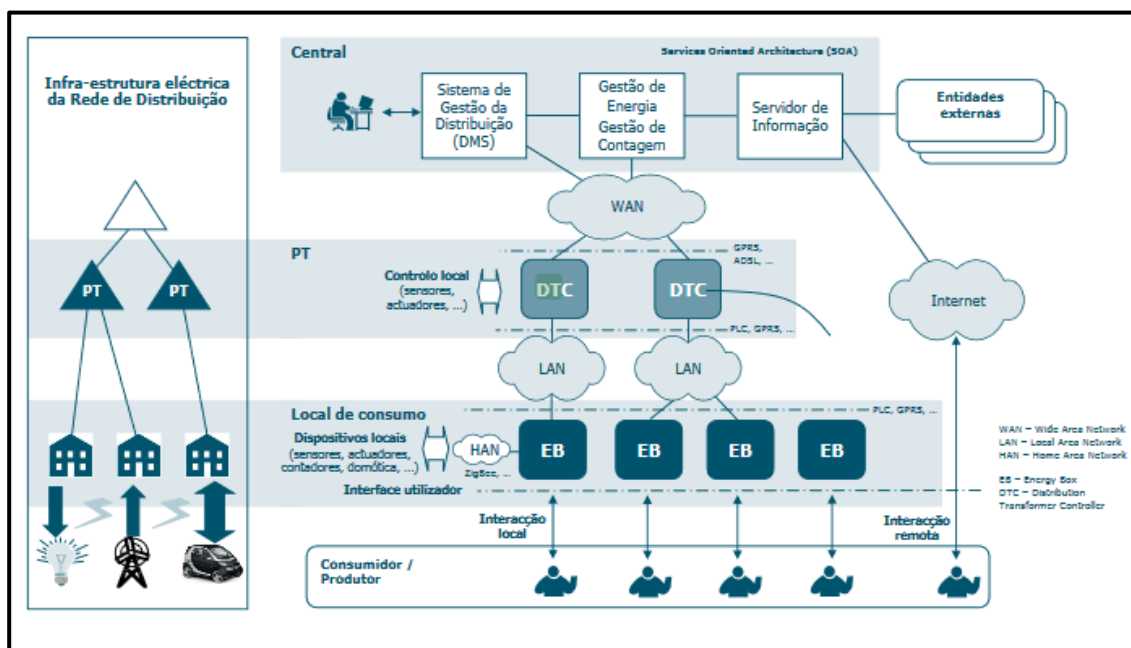 Infra-estrutura eléctrica
da Rede de Distribuição
PT
PT
Central
Services Oriented Architecture (SOA)
Sistema de
Gestão da
Distribuição
(DMS)
Gestão de
Energia
Gestão de
Contagem
Servidor de
Informação
Entidades
externas
WAN
PT
GPRS,
ADSL, ...
Controlo local
(sensores,
actuadores, ...)
DTC
DTC
Internet
PLC, GPRS, ...
LAN
LAN
Local de consumo
PLC, GPRS, ...
Dispositivos locais
(sensores, actuadores,
contadores, domótica, ...)
HAN
ZigBee, ...
EB
EB
EB
EB
Interface utilizador
WAN – Wide Area Network
LAN – Local Area Network
HAN – Home Area Network
EB – Energy Box
DTC – Distribution
Transformer Controller
Interacção
local
Interacção
remota
Consumidor /
Produtor